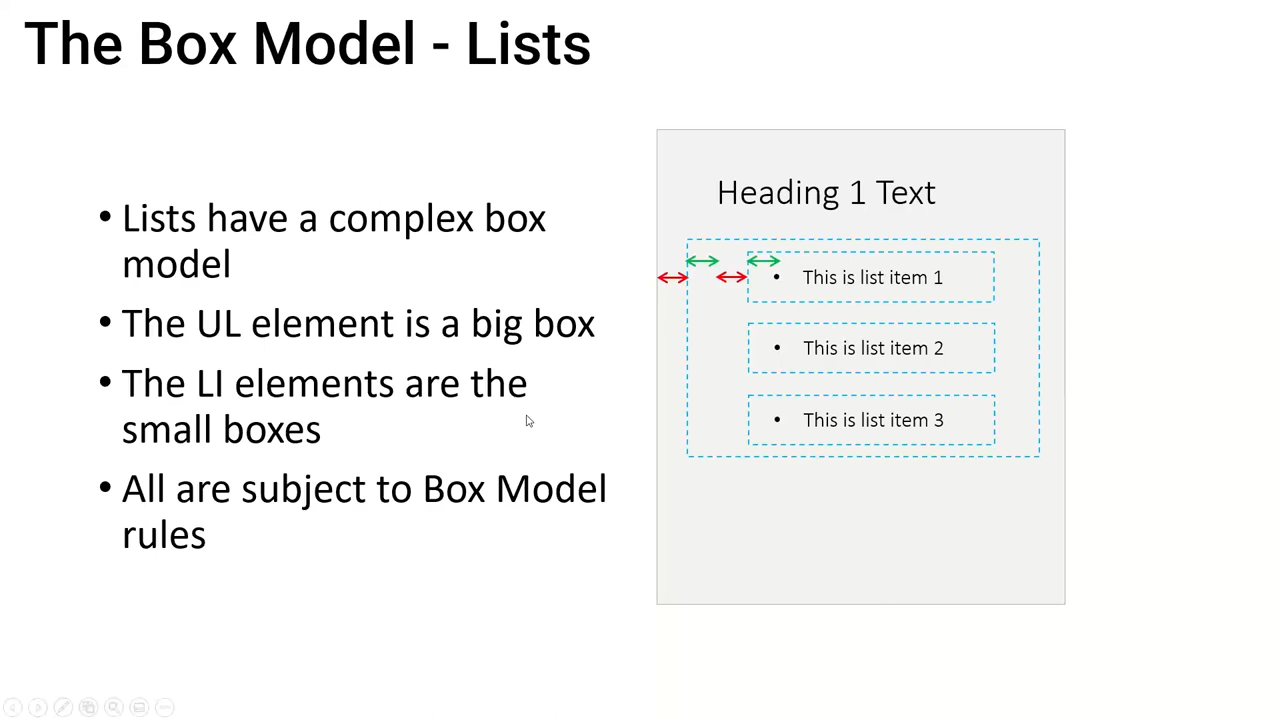 The Box Model - Lists
• Lists have a complex box
model
• The UL element is a big box
• The LI elements are the
small boxes
• All are subject to Box Model
rules
Heading 1 Text
• This is list item 1
• This is list item 2
• This is list item 3